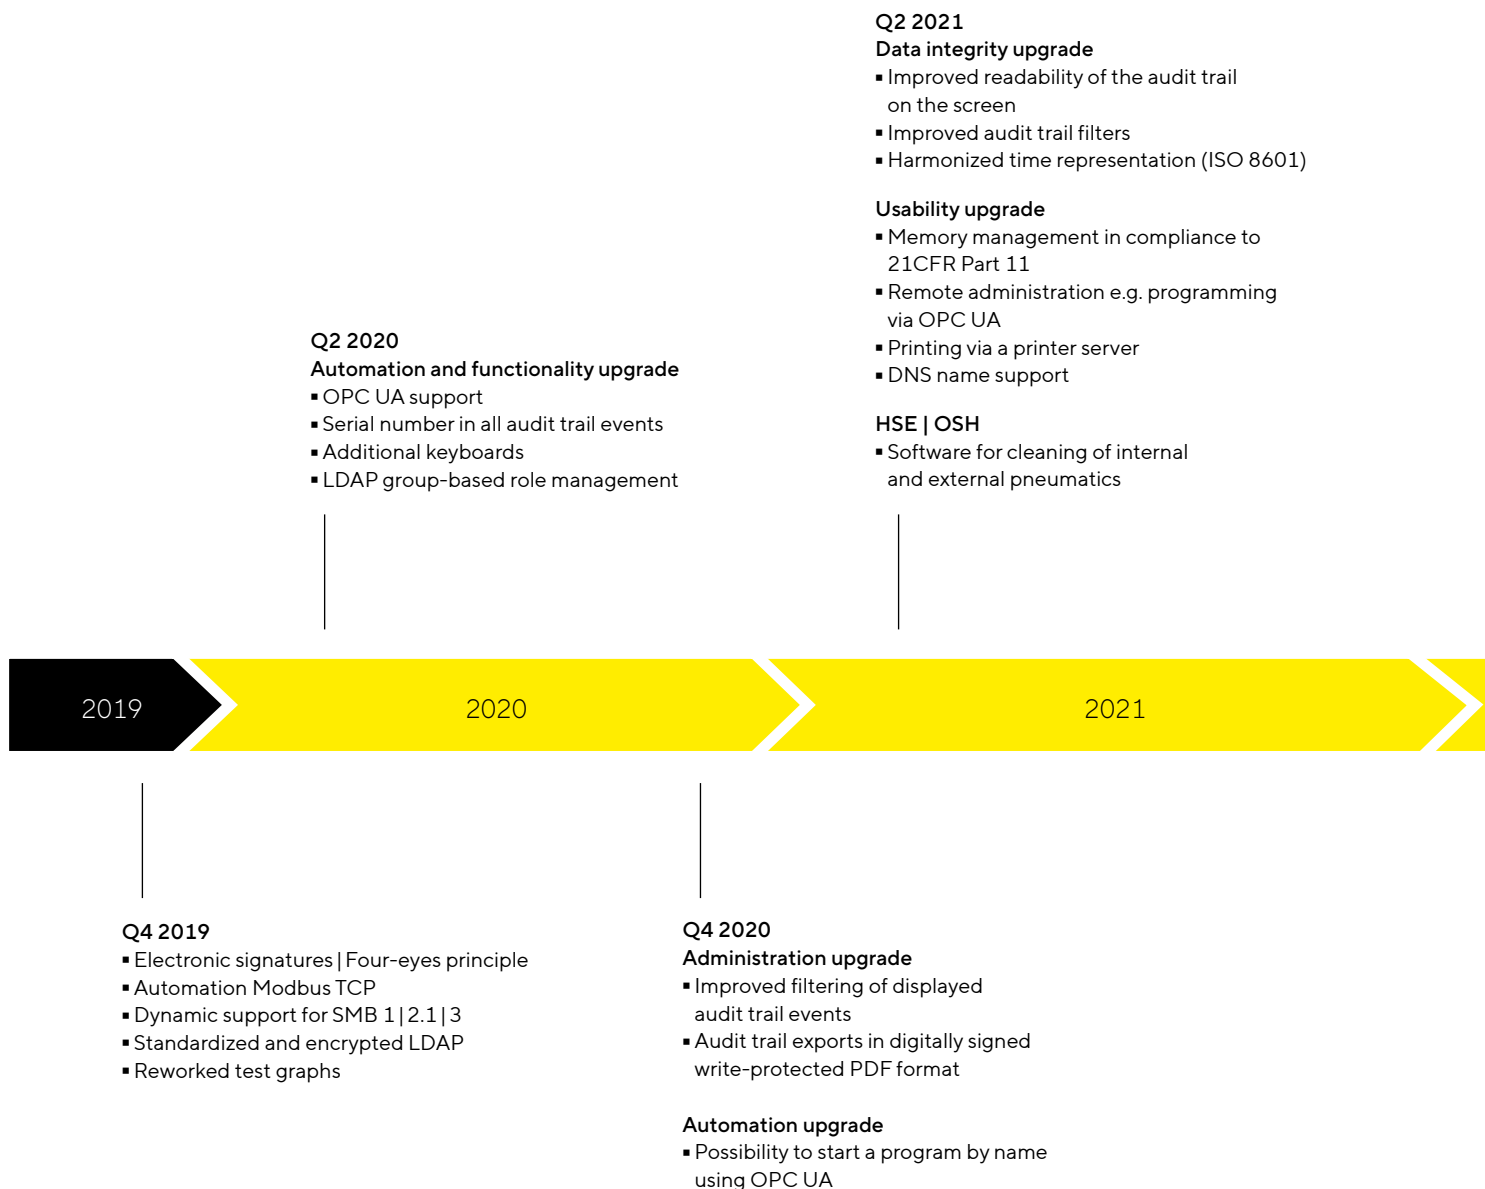 Q2 2021
Data integrity upgrade
▪ Improved readability of the audit trail
on the screen
▪ Improved audit trail filters
▪ Harmonized time representation (ISO 8601)
Usability upgrade
▪ Memory management in compliance to
21CFR Part 11
▪ Remote administration e.g. programming
via OPC UA
▪ Printing via a printer server
▪ DNS name support
HSE | OSH
▪ Software for cleaning of internal
and external pneumatics
Q2 2020
Automation and functionality upgrade
▪ OPC UA support
▪ Serial number in all audit trail events
▪ Additional keyboards
▪ LDAP group-based role management
2019
2020
2021
Q4 2019
▪ Electronic signatures | Four-eyes principle
▪ Automation Modbus TCP
▪ Dynamic support for SMB 1 | 2.1 | 3
▪ Standardized and encrypted LDAP
▪ Reworked test graphs
Q4 2020
Administration upgrade
▪ Improved filtering of displayed
audit trail events
▪ Audit trail exports in digitally signed
write-protected PDF format
Automation upgrade
▪ Possibility to start a program by name
using OPC UA